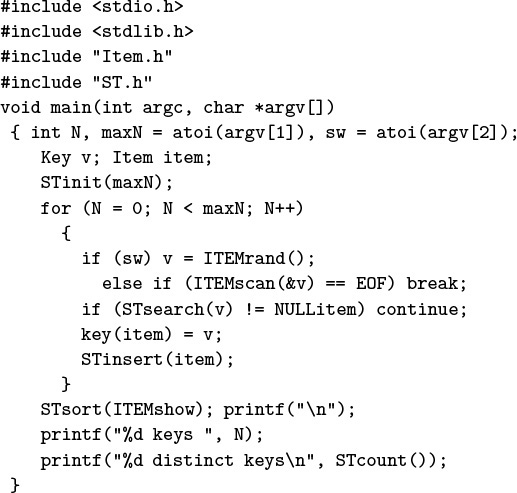 #include <stdio.h>
#include <stdlib.h>
#include "Item.h"
#include "ST.h"
void main(int argc, char *argv[])
 { int N, maxN = atoi(argv[1]), sw = atoi(argv[2]);
    Key v; Item item;
    STinit(maxN);
    for (N = 0; N < maxN; N++)
      {
        if (sw) v = ITEMrand();
          else if (ITEMscan(&v) == EOF) break;
        if (STsearch(v) != NULLitem) continue;
        key(item) = v;
        STinsert(item);
      }
    STsort(ITEMshow); printf("\n");
    printf("%d keys ", N);
    printf("%d distinct keys\n", STcount());
 }